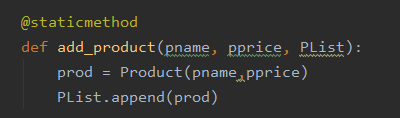 @staticmethod
def add_product(pname, pprice, PList):
    prod = Product(pname,pprice)
    PList.append(prod)